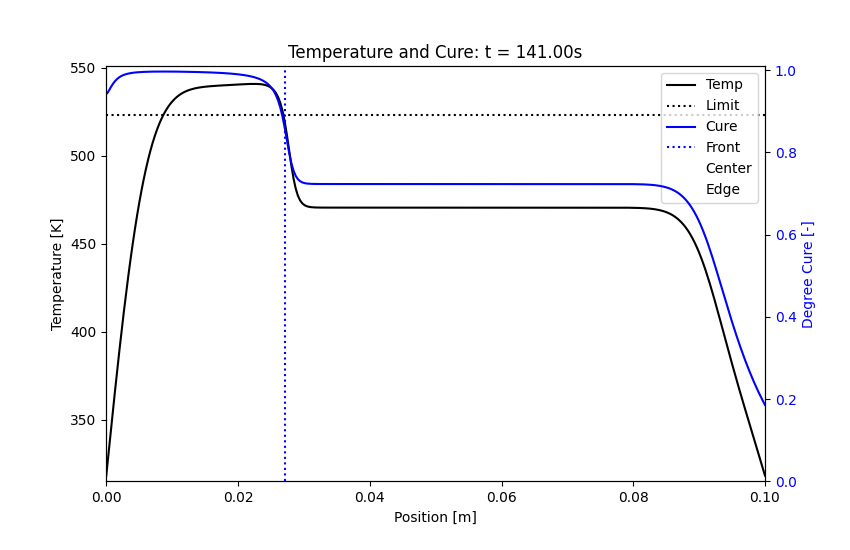 Temperature and Cure: t = 141.00s
550
500
450
400
350
Temperature [K]
1.0
0.8
0.6
0.4
0.2
0.0
Degree Cure [-]
Temp
Limit
Cure
Front
Center
Edge
0.00 0.02 0.04 0.06 0.08 0.10
Position [m]